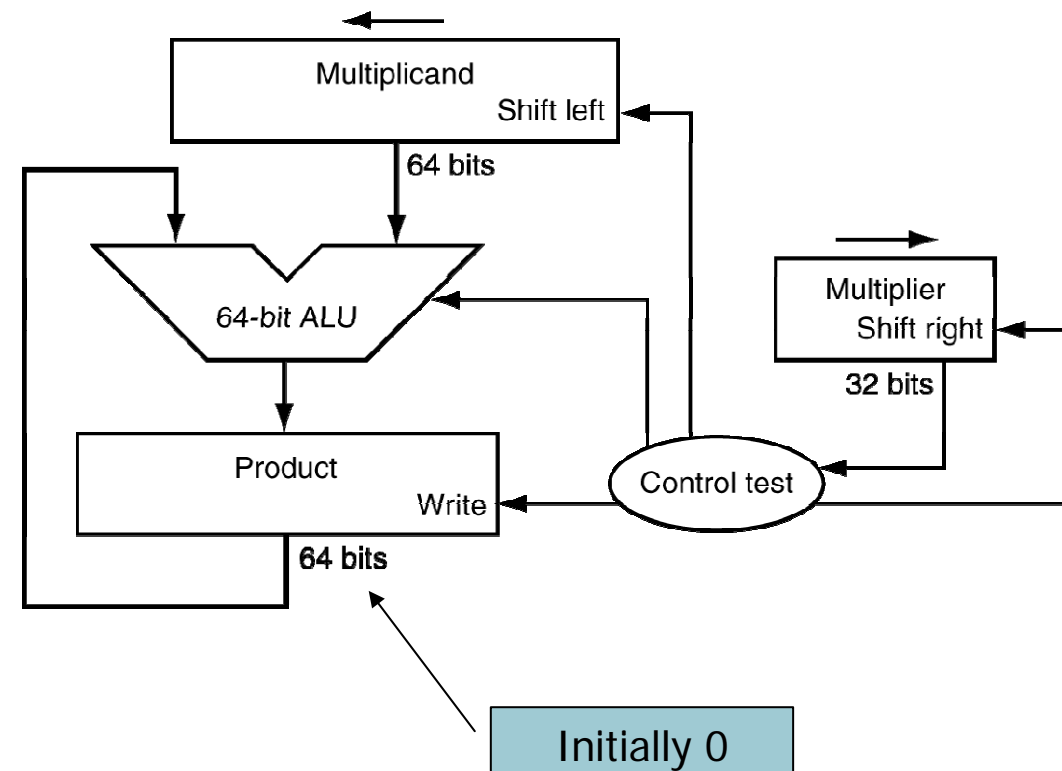 Multiplicand
Shift left
64 bits
64-bit ALU
Multiplier
Shift right
32 bits
Product
Write
Control test
64 bits
Initially 0